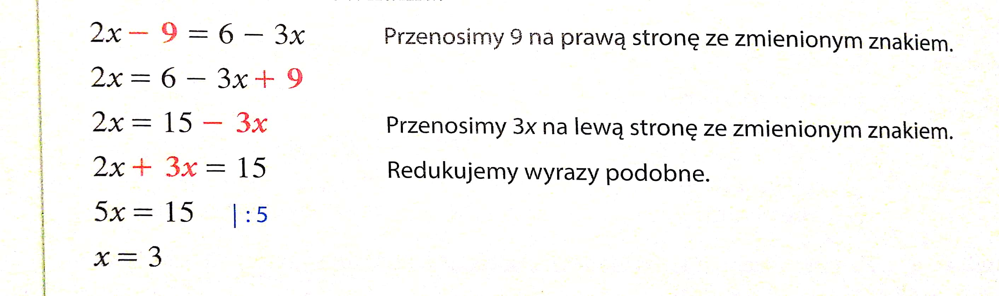 2x − 9 = 6 − 3x Przenosimy 9 na prawą stronę ze zmienionym znakiem.
2x = 6 − 3x + 9
2x = 15 − 3x Przenosimy 3x na lewą stronę ze zmienionym znakiem.
2x + 3x = 15 Redukujemy wyrazy podobne.
5x = 15 | : 5
x = 3